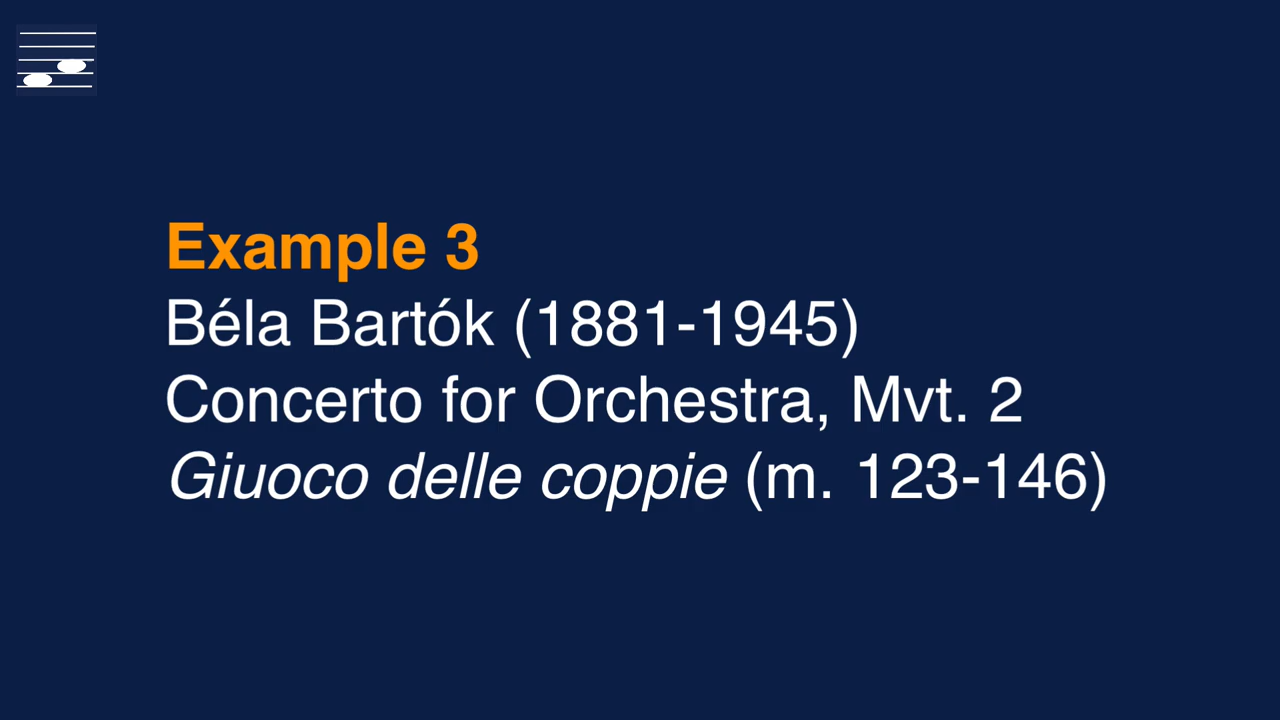 Example 3
Béla Bartók (1881-1945)
Concerto for Orchestra, Mvt. 2
Giuoco delle coppie (m. 123-146)